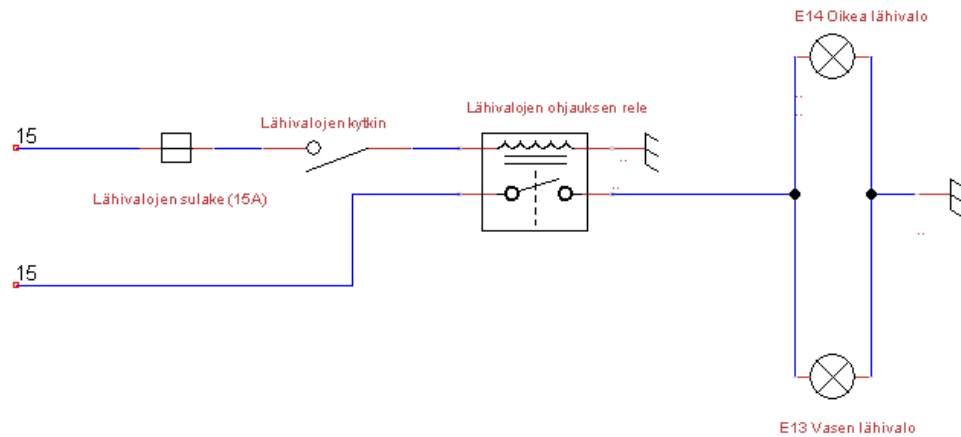 E14 Oikea lähivalo
Lähivalojen ohjauksen rele
Lähivalojen kytkin
15
Lähivalojen sulake (15A)
15
E13 Vasen lähivalo